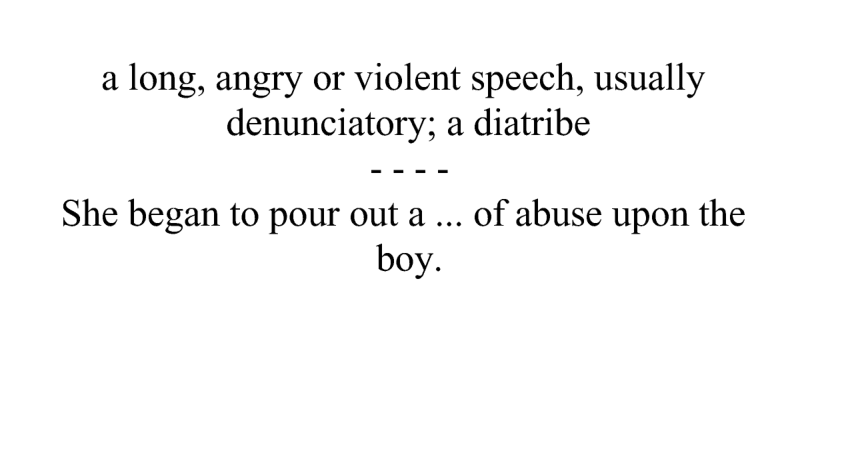 a long, angry or violent speech, usually
denunciatory; a diatribe
- - - -
She began to pour out a ... of abuse upon the
boy.